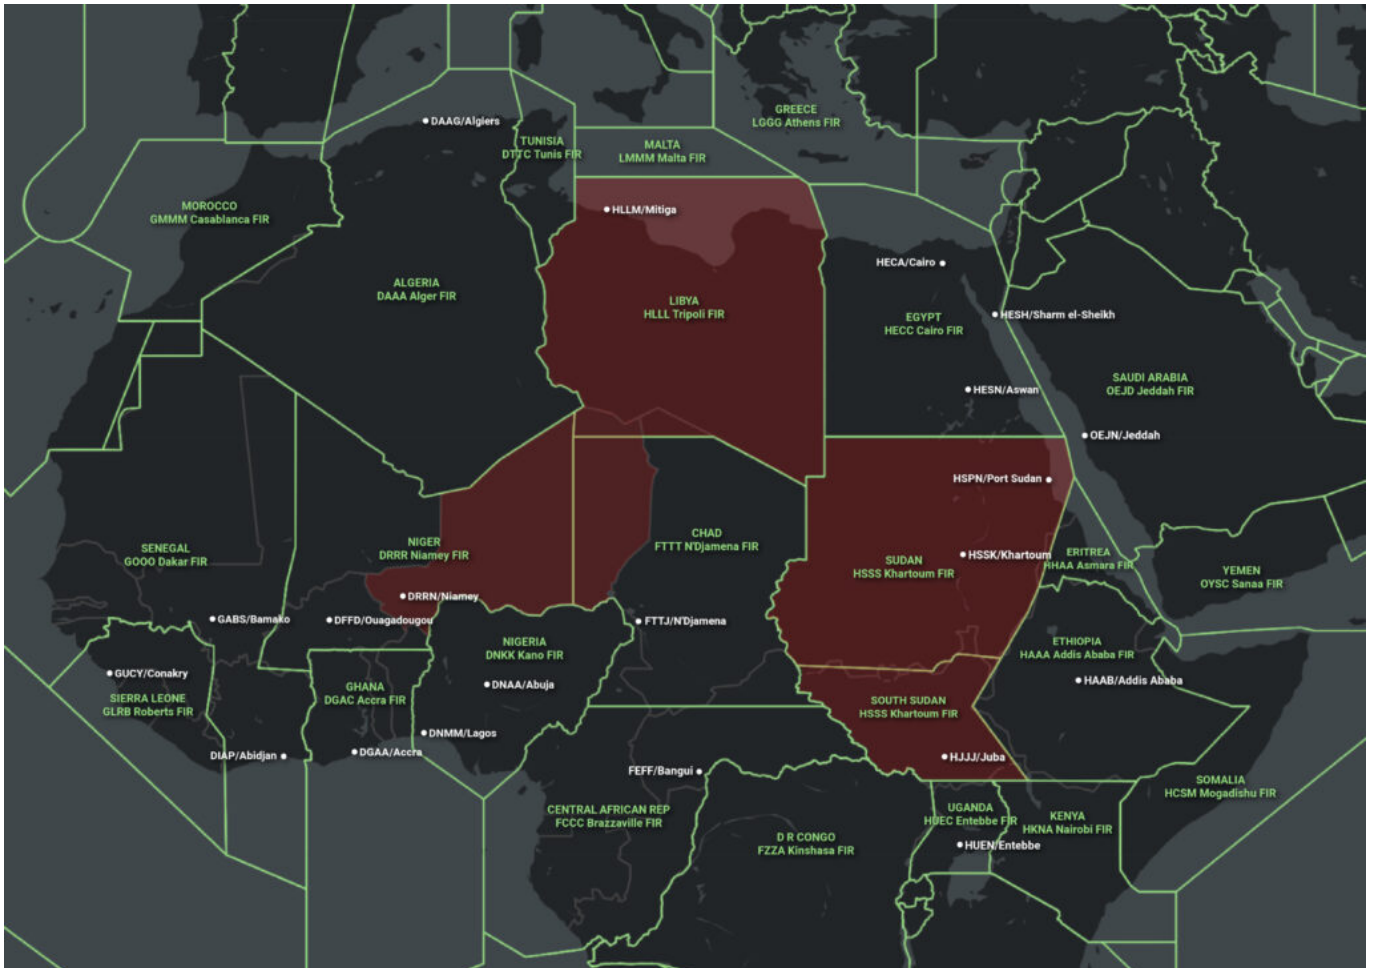 GREECE
LGGG Athens FIR
DAAG/Algiers
TUNISIA
DTTC Tunis FIR
MALTA
LMMM Malta FIR
MOROCCO
GMMM Casablanca FIR
HLLM/Mitiga
HECA/Cairo
ALGERIA
DAAA Alger FIR
LIBYA
HLLL Tripoli FIR
EGYPT
HECC Cairo FIR
HESH/Sharm el-Sheikh
SAUDI ARABIA
OEJD Jeddah FIR
HESN/Aswan
OEJN/Jeddah
HSPN/Port Sudan
SENEGAL
GOOO Dakar FIR
NIGER
DRRR Niamey FIR
CHAD
FTTT N'Djamena FIR
SUDAN
HSSS Khartoum FIR
HSSK/Khartoum
ERITREA
HHAA Asmara FIR
YEMEN
OYSC Sanaa FIR
DRRN/Niamey
GABS/Bamako
DFFD/Ouagadougou
FTTJ/N'Djamena
NIGERIA
DNKK Kano FIR
ETHIOPIA
HAAA Addis Ababa FIR
GUCY/Conakry
SIERRA LEONE
GLRB Roberts FIR
GHANA
DGAC Accra FIR
DNAA/Abuja
HAAB/Addis Ababa
SOUTH SUDAN
HSSS Khartoum FIR
DNMM/Lagos
DIAP/Abidjan
DGAA/Accra
FEFF/Bangui
HJJJ/Juba
SOMALIA
HCSM Mogadishu FIR
CENTRAL AFRICAN REP
FCCC Brazzaville FIR
UGANDA
HUEC Entebbe FIR
KENYA
HKNA Nairobi FIR
D R CONGO
FZZA Kinshasa FIR
HUEN/Entebbe